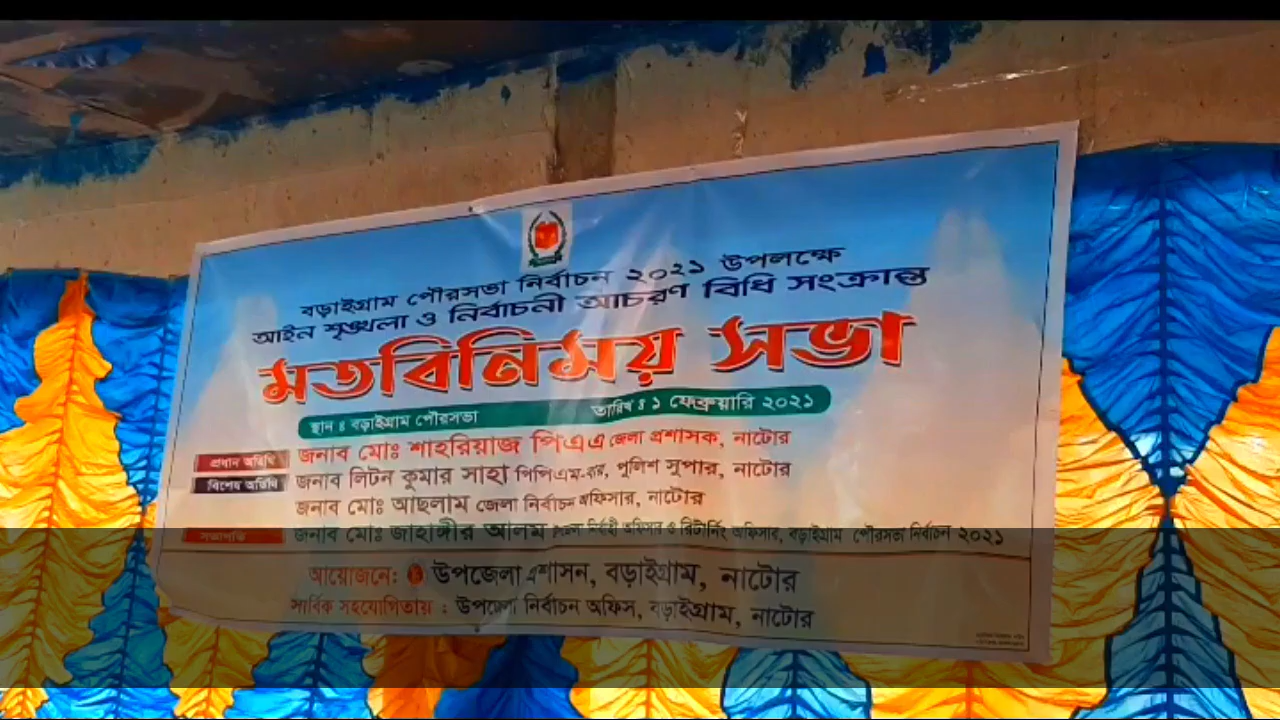 বড়াইগ্রাম পৌরসভা নির্বাচন ২০২১ উপলক্ষে
আইন শৃঙ্খলা ও নির্বাচনী আচরণ বিধি সংক্রান্ত
মতবিনিময় সভা
স্থান ঃ বড়াইগ্রাম পৌরসভা তারিখ ঃ ১ ফেব্রুয়ারি ২০২১
প্রধান অতিথি জনাব মোঃ শাহরিয়াজ পিএএ জেলা প্রশাসক, নাটোর
বিশেষ অতিথি জনাব লিটন কুমার সাহা পিপিএম-বার, পুলিশ সুপার, নাটোর
জনাব মোঃ আছলাম জেলা নির্বাচন অফিসার, নাটোর
সভাপতি জনাব মোঃ জাহাঙ্গীর আলম উপজেলা নির্বাহী অফিসার ও রিটার্নিং অফিসার, বড়াইগ্রাম পৌরসভা নির্বাচন ২০২১
আয়োজনে: উপজেলা প্রশাসন, বড়াইগ্রাম, নাটোর
সার্বিক সহযোগিতায় : উপজেলা নির্বাচন অফিস, বড়াইগ্রাম, নাটোর